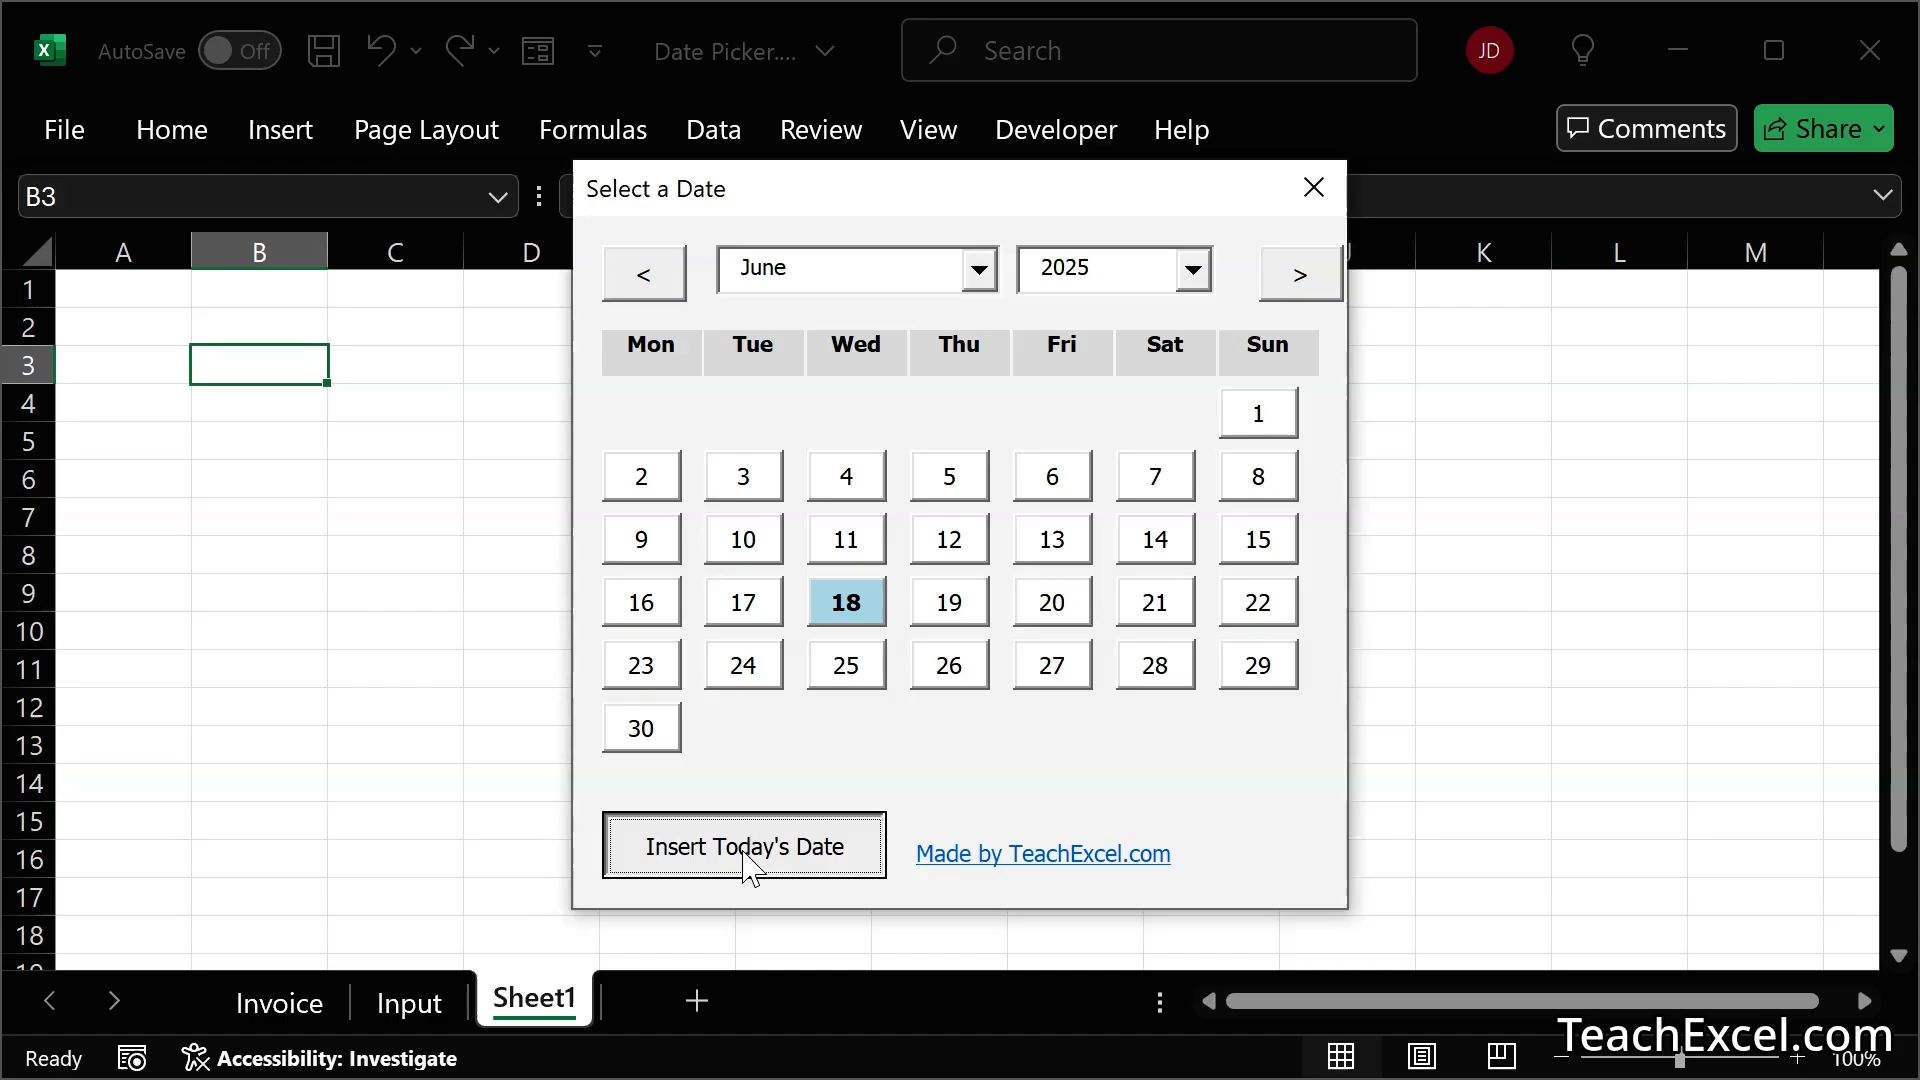 AutoSave Off Date Picker.... Search JD
File Home Insert Page Layout Formulas Data Review View Developer Help Comments Share
B3
Select a Date
A B C D K L M
< June 2025 >
Mon Tue Wed Thu Fri Sat Sun
1
2 3 4 5 6 7 8
9 10 11 12 13 14 15
16 17 18 19 20 21 22
23 24 25 26 27 28 29
30
Insert Today's Date Made by TeachExcel.com
1
2
3
4
5
6
7
8
9
10
11
12
13
14
15
16
17
18
Invoice Input Sheet1
TeachExcel.com
Ready Accessibility: Investigate 100%